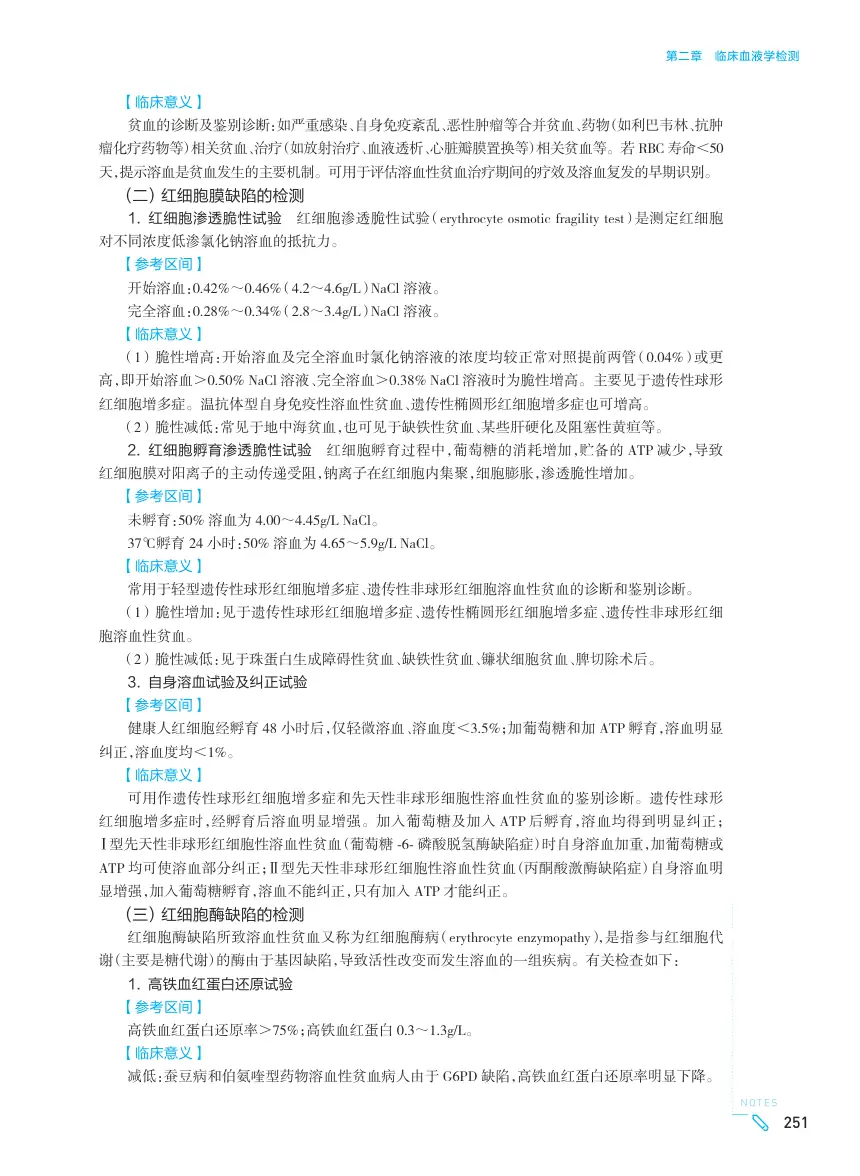 第二章　临床血液学检测
【临床意义】
贫血的诊断及鉴别诊断：如严重感染、自身免疫紊乱、恶性肿瘤等合并贫血、药物（如利巴韦林、抗肿
瘤化疗药物等）相关贫血、治疗（如放射治疗、血液透析、心脏瓣膜置换等）相关贫血等。若 RBC 寿命＜50
天，提示溶血是贫血发生的主要机制。可用于评估溶血性贫血治疗期间的疗效及溶血复发的早期识别。
（二）红细胞膜缺陷的检测
1. 红细胞渗透脆性试验　红细胞渗透脆性试验（erythrocyte osmotic fragility test）是测定红细胞
对不同浓度低渗氯化钠溶血的抵抗力。
【参考区间】
开始溶血：0.42%～0.46%（4.2～4.6g/L）NaCl 溶液。
完全溶血：0.28%～0.34%（2.8～3.4g/L）NaCl 溶液。
【临床意义】
（1）脆性增高：开始溶血及完全溶血时氯化钠溶液的浓度均较正常对照提前两管（0.04%）或更
高，即开始溶血＞0.50% NaCl 溶液、完全溶血＞0.38% NaCl 溶液时为脆性增高。主要见于遗传性球形
红细胞增多症。温抗体型自身免疫性溶血性贫血、遗传性椭圆形红细胞增多症也可增高。
（2）脆性减低：常见于地中海贫血，也可见于缺铁性贫血、某些肝硬化及阻塞性黄疸等。
2. 红细胞孵育渗透脆性试验　红细胞孵育过程中，葡萄糖的消耗增加，贮备的 ATP 减少，导致
红细胞膜对阳离子的主动传递受阻，钠离子在红细胞内集聚，细胞膨胀，渗透脆性增加。
【参考区间】
未孵育：50% 溶血为 4.00～4.45g/L NaCl。
37℃孵育 24 小时：50% 溶血为 4.65～5.9g/L NaCl。
【临床意义】
常用于轻型遗传性球形红细胞增多症、遗传性非球形红细胞溶血性贫血的诊断和鉴别诊断。
（1）脆性增加：见于遗传性球形红细胞增多症、遗传性椭圆形红细胞增多症、遗传性非球形红细
胞溶血性贫血。
（2）脆性减低：见于珠蛋白生成障碍性贫血、缺铁性贫血、镰状细胞贫血、脾切除术后。
3. 自身溶血试验及纠正试验
【参考区间】
健康人红细胞经孵育 48 小时后，仅轻微溶血、溶血度＜3.5%；加葡萄糖和加 ATP 孵育，溶血明显
纠正，溶血度均＜1%。
【临床意义】
可用作遗传性球形红细胞增多症和先天性非球形细胞性溶血性贫血的鉴别诊断。遗传性球形
红细胞增多症时，经孵育后溶血明显增强。加入葡萄糖及加入 ATP 后孵育，溶血均得到明显纠正；
Ⅰ型先天性非球形红细胞性溶血性贫血（葡萄糖 -6- 磷酸脱氢酶缺陷症）时自身溶血加重，加葡萄糖或
ATP 均可使溶血部分纠正；Ⅱ型先天性非球形红细胞性溶血性贫血（丙酮酸激酶缺陷症）自身溶血明
显增强，加入葡萄糖孵育，溶血不能纠正，只有加入 ATP 才能纠正。
（三）红细胞酶缺陷的检测
红细胞酶缺陷所致溶血性贫血又称为红细胞酶病（erythrocyte enzymopathy），是指参与红细胞代
谢（主要是糖代谢）的酶由于基因缺陷，导致活性改变而发生溶血的一组疾病。有关检查如下：
1. 高铁血红蛋白还原试验
【参考区间】
高铁血红蛋白还原率＞75%；高铁血红蛋白 0.3～1.3g/L。
【临床意义】
减低：蚕豆病和伯氨喹型药物溶血性贫血病人由于 G6PD 缺陷，高铁血红蛋白还原率明显下降。
NOTES
251